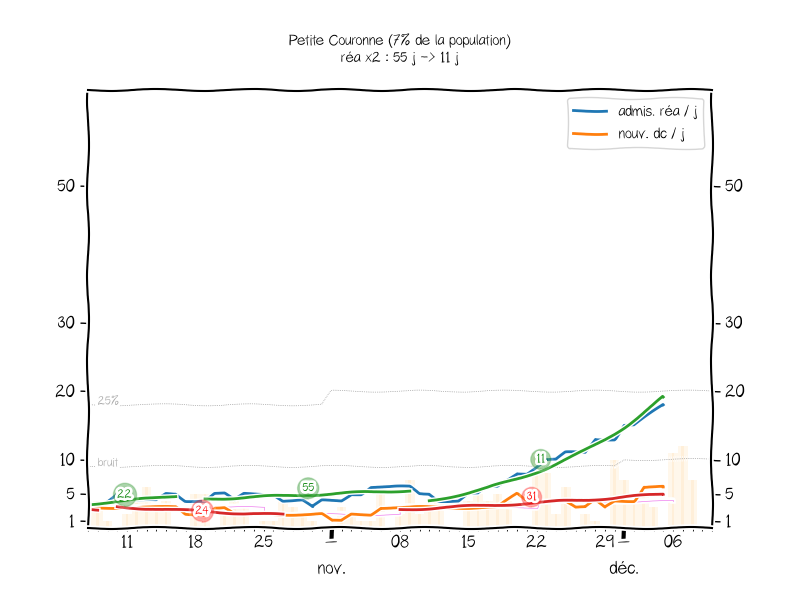 Petite Couronne (7% de la population)
réa x2 : 55 j -> 11 j
admis. réa / j
nouv. dc / j
50 50
30 30
25%
20 20
bruit
10 10
5 5
1 1
22
24
55
11
31
11 18 25 08 15 22 29 06
nov. déc.